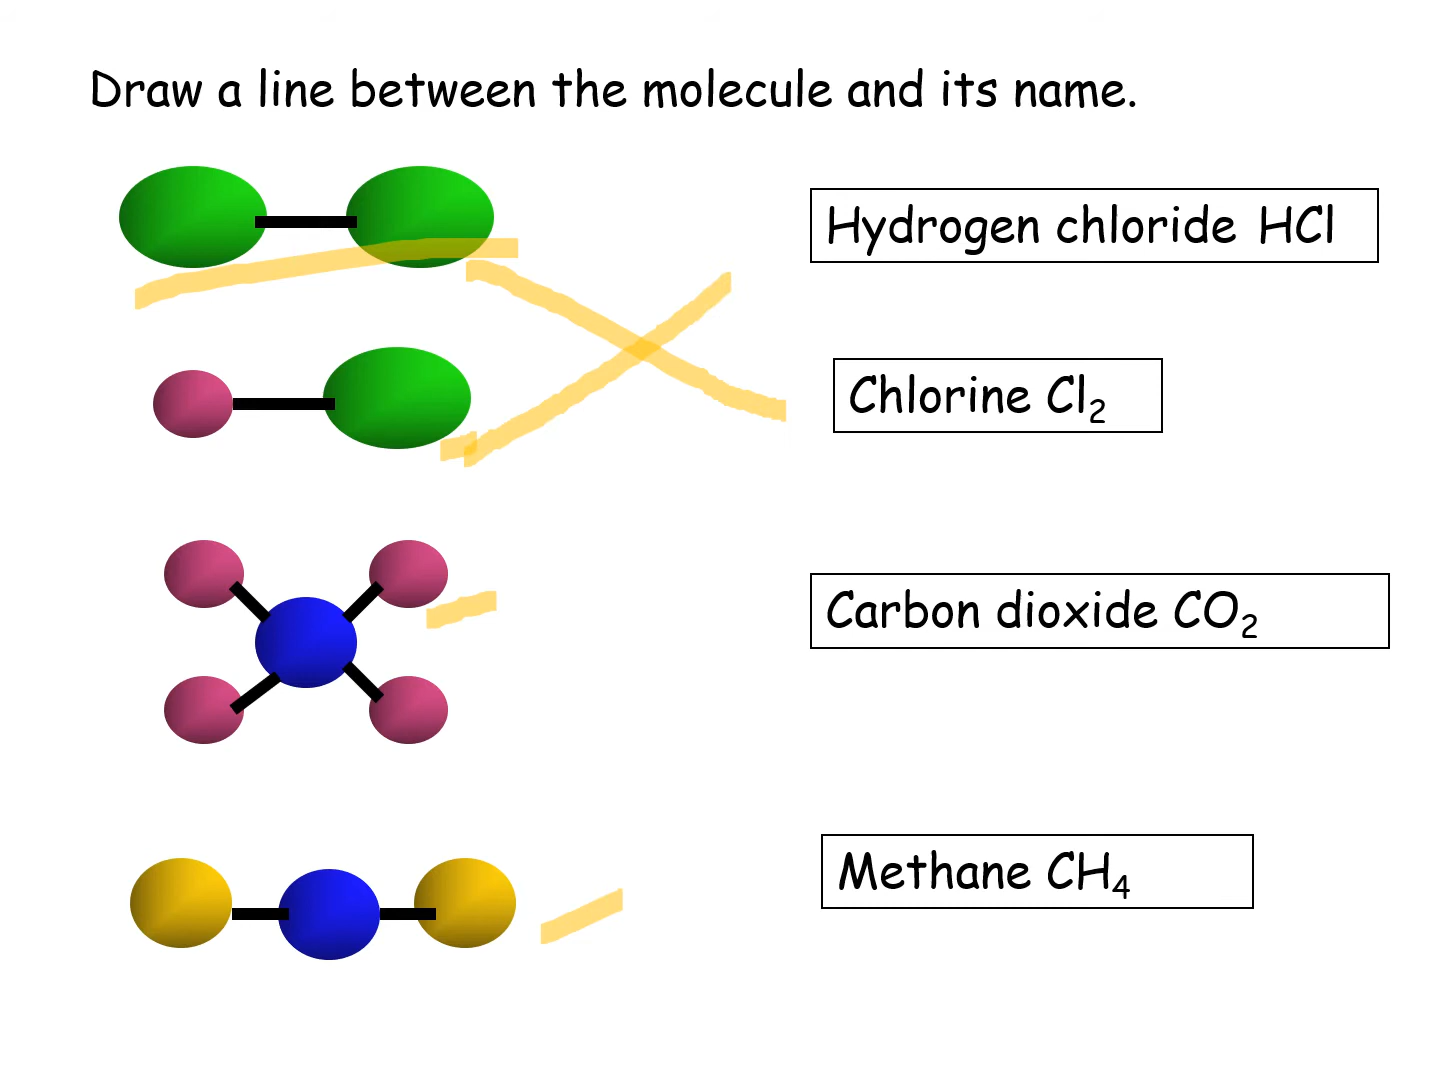 Draw a line between the molecule and its name.
Hydrogen chloride HCl
Chlorine Cl₂
Carbon dioxide CO₂
Methane CH₄